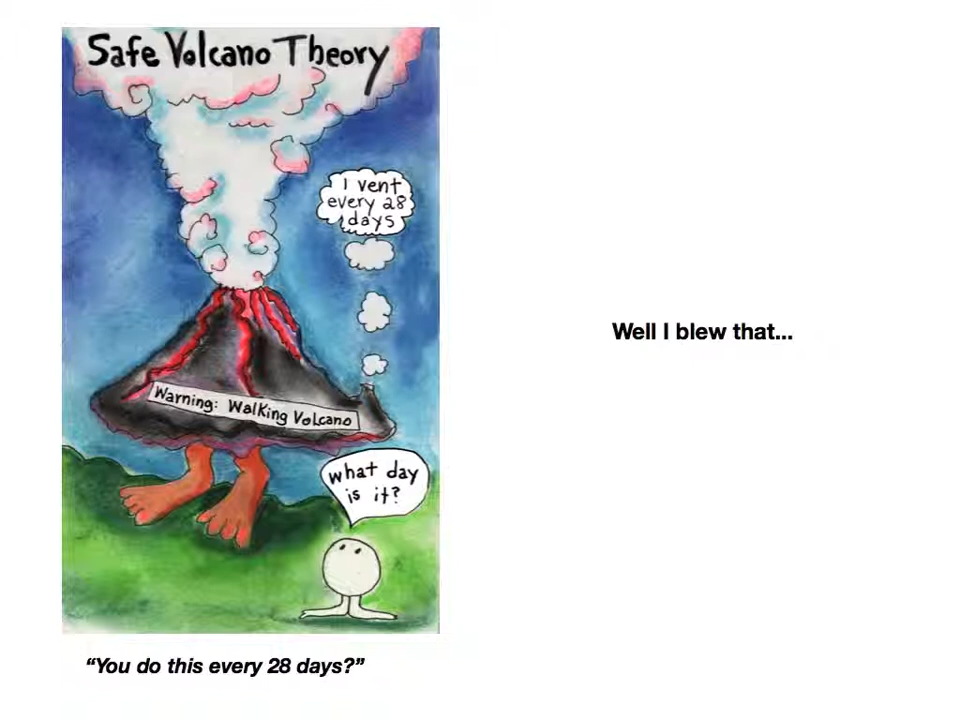 Safe Volcano Theory
I vent
every 28
days
Warning: Walking Volcano
what day
is it?
“You do this every 28 days?”
Well I blew that...